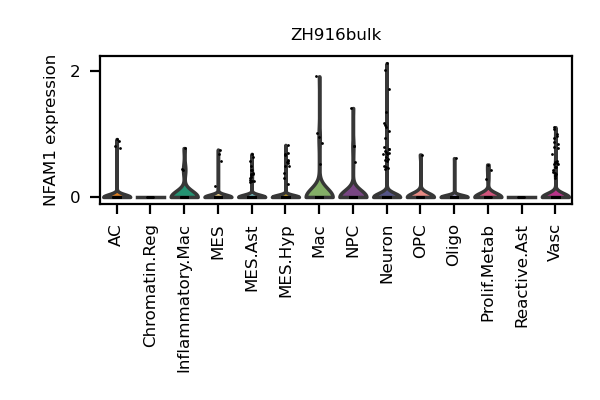 ZH916bulk
NFAM1 expression
2
0
AC
Chromatin.Reg
Inflammatory.Mac
MES
MES.Ast
MES.Hyp
Mac
NPC
Neuron
OPC
Oligo
Prolif.Metab
Reactive.Ast
Vasc